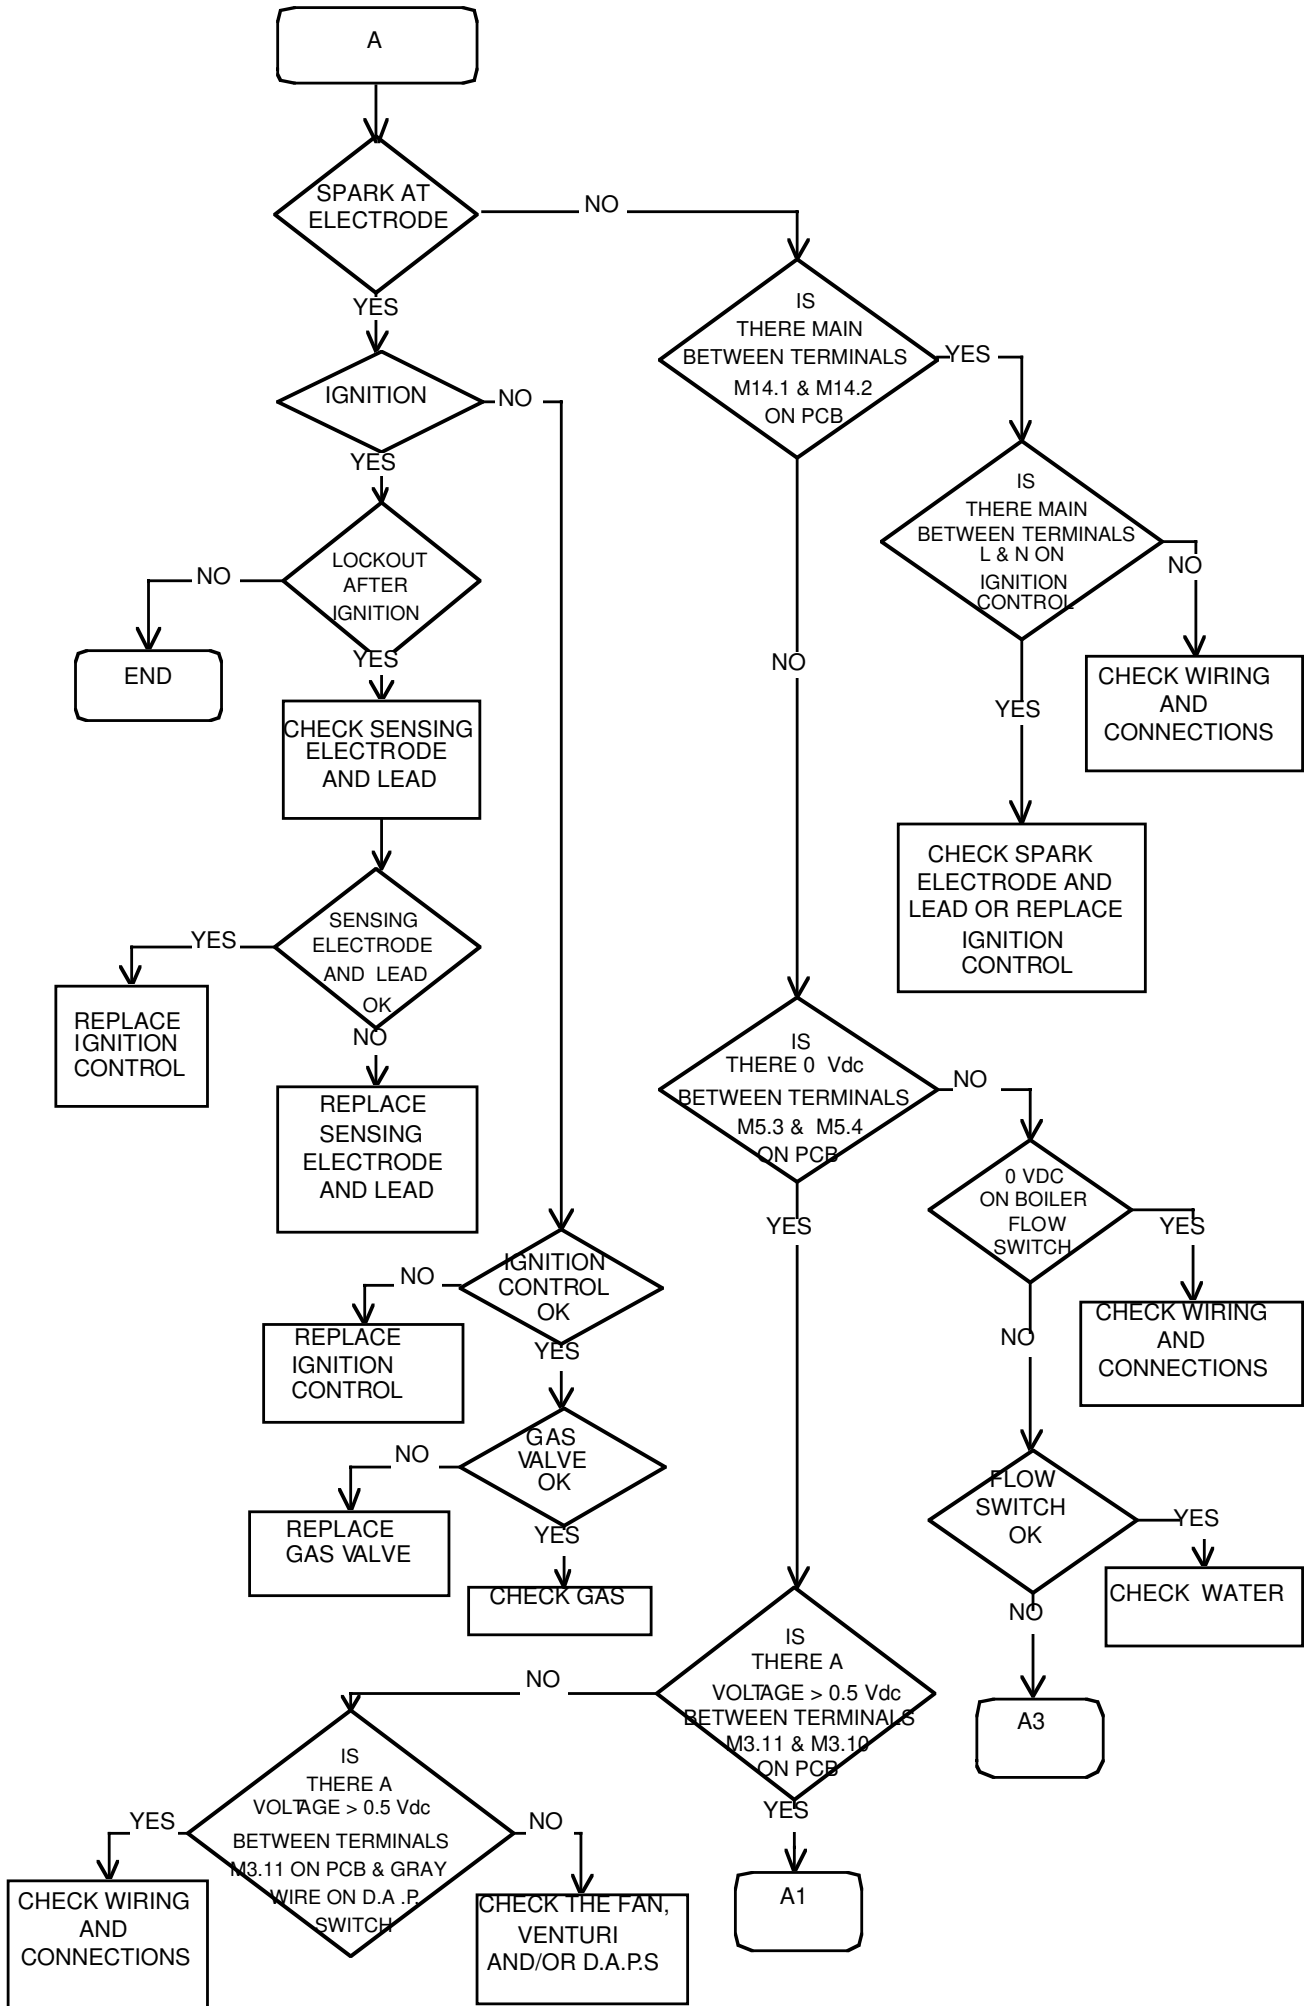 A
SPARK AT
ELECTRODE
NO
YES
IS
THERE MAIN
BETWEEN TERMINALS
M14.1 & M14.2
ON PCB
YES
IGNITION
NO
YES
IS
THERE MAIN
BETWEEN TERMINALS
L & N ON
IGNITION
CONTROL
NO
LOCKOUT
AFTER
IGNITION
NO
YES
END
NO
CHECK WIRING
AND
CONNECTIONS
YES
CHECK SENSING
ELECTRODE
AND LEAD
CHECK SPARK
ELECTRODE AND
LEAD OR REPLACE
IGNITION
CONTROL
SENSING
ELECTRODE
AND LEAD
OK
YES
NO
REPLACE
IGNITION
CONTROL
REPLACE
SENSING
ELECTRODE
AND LEAD
IS
THERE 0 Vdc
BETWEEN TERMINALS
M5.3 & M5.4
ON PCB
NO
YES
0 VDC
ON BOILER
FLOW
SWITCH
YES
NO
CHECK WIRING
AND
CONNECTIONS
IGNITION
CONTROL
OK
NO
YES
REPLACE
IGNITION
CONTROL
GAS
VALVE
OK
NO
YES
REPLACE
GAS VALVE
CHECK GAS
FLOW
SWITCH
OK
YES
NO
CHECK WATER
A3
IS
THERE A
VOLTAGE > 0.5 Vdc
BETWEEN TERMINALS
M3.11 & M3.10
ON PCB
NO
YES
A1
IS
THERE A
VOLTAGE > 0.5 Vdc
BETWEEN TERMINALS
M3.11 ON PCB & GRAY
WIRE ON D.A .P.
SWITCH
YES
NO
CHECK WIRING
AND
CONNECTIONS
CHECK THE FAN,
VENTURI
AND/OR D.A.P.S